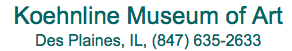 Koehnline Museum of Art
Des Plaines, IL, (847) 635-2633